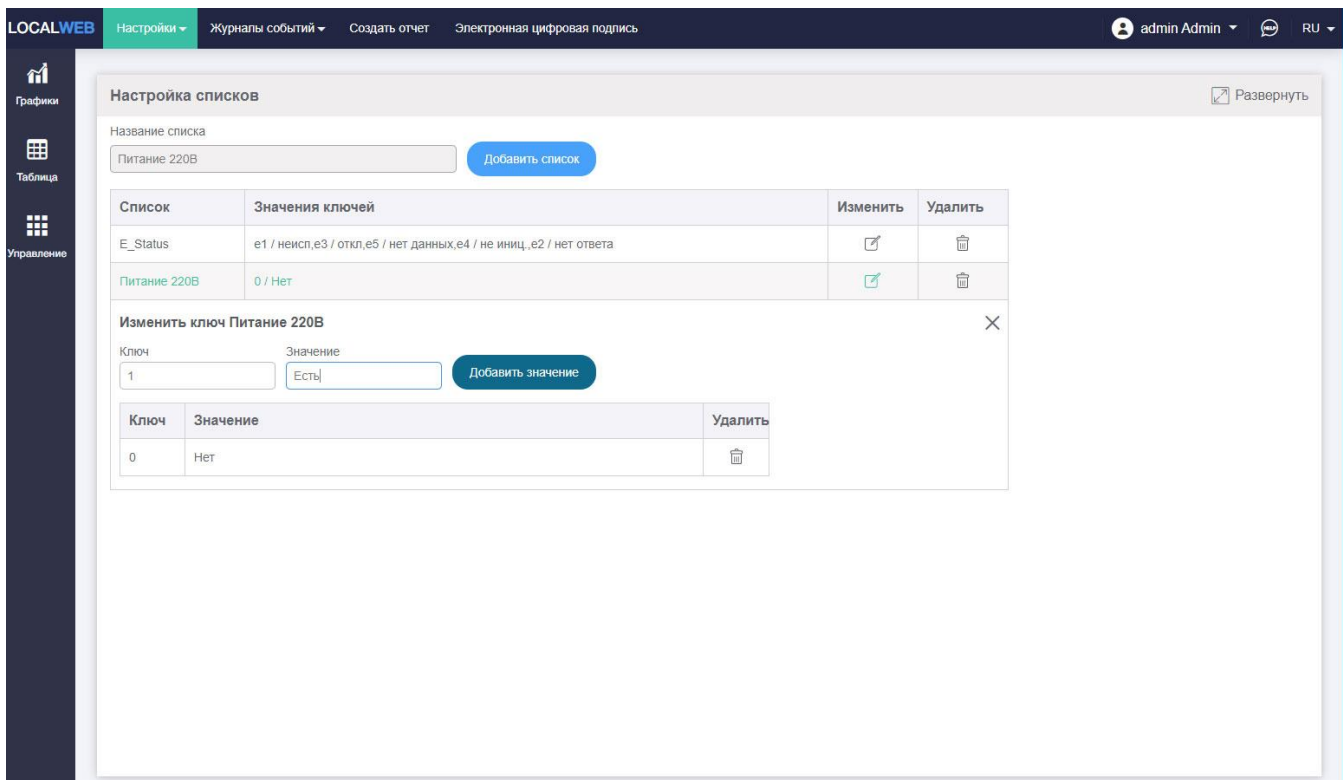 LOCALWEB Настройки Журналы событий Создать отчет Электронная цифровая подпись admin Admin HELP RU
Графики
Таблица
Управление
Настройка списков Развернуть
Название списка
Питание 220В Добавить список
Список Значения ключей Изменить Удалить
E_Status e1 / неисп,e3 / откл,e5 / нет данных,e4 / не иниц.,e2 / нет ответа
Питание 220В 0 / Нет
Изменить ключ Питание 220В
Ключ Значение
1 Есть Добавить значение
Ключ Значение Удалить
0 Нет